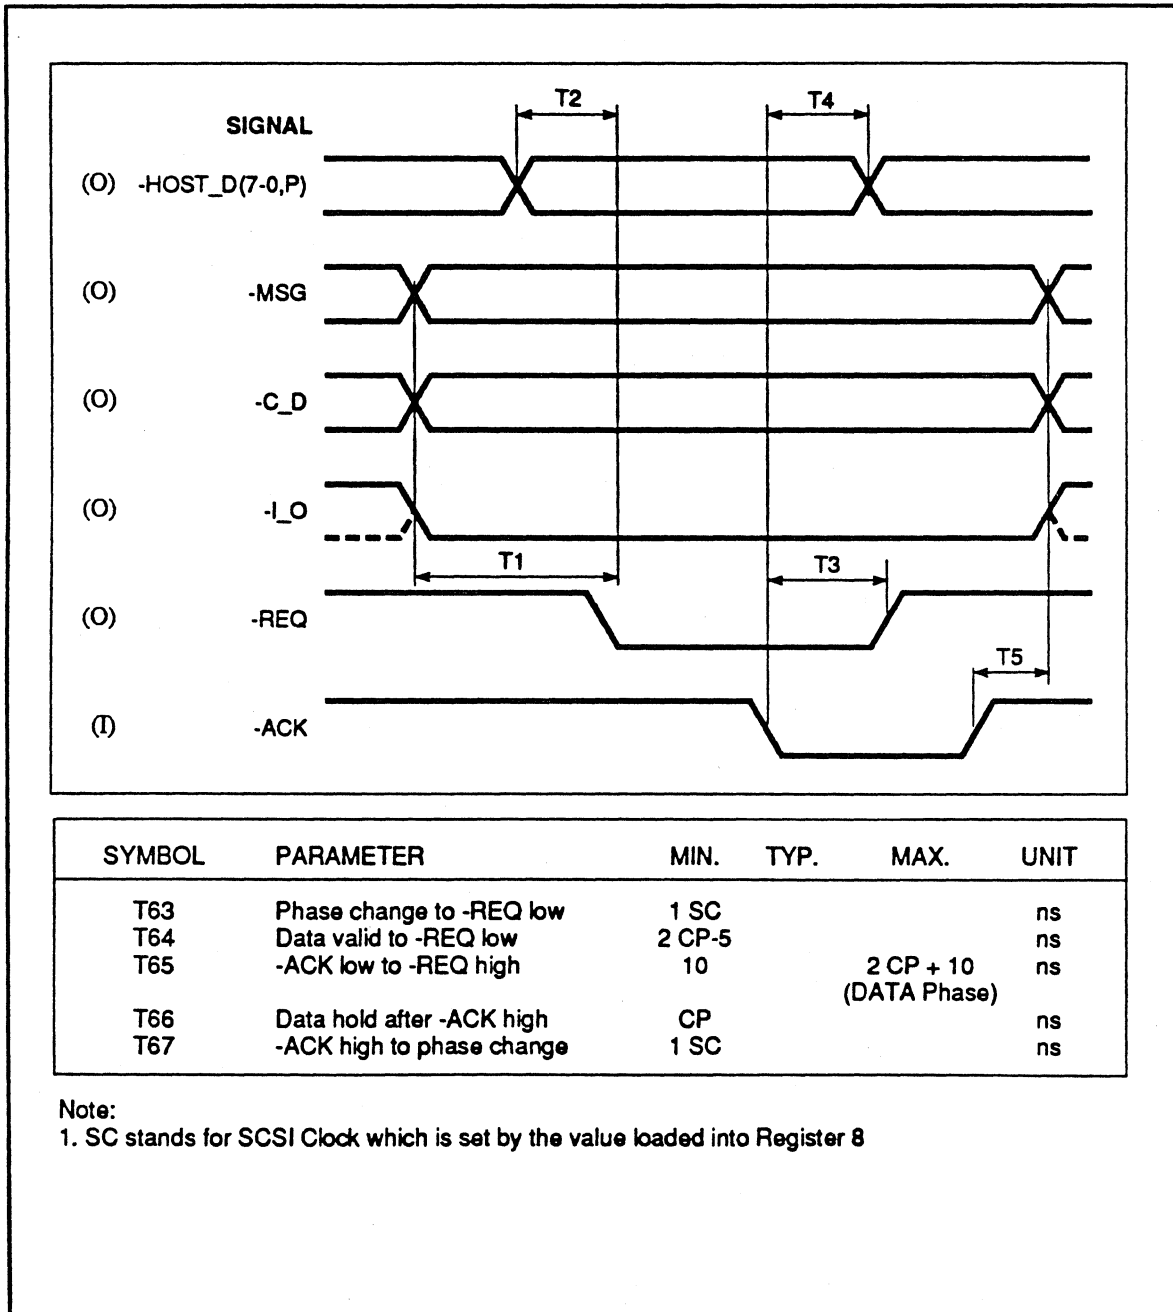 T2
T4
SIGNAL
(O) -HOST_D(7-0,P)
(O) -MSG
(O) -C_D
(O) -I_O
T1
T3
(O) -REQ
T5
(I) -ACK
SYMBOL PARAMETER MIN. TYP. MAX. UNIT
T63 Phase change to -REQ low 1 SC ns
T64 Data valid to -REQ low 2 CP-5 ns
T65 -ACK low to -REQ high 10 2 CP + 10 ns
(DATA Phase)
T66 Data hold after -ACK high CP ns
T67 -ACK high to phase change 1 SC ns
Note:
1. SC stands for SCSI Clock which is set by the value loaded into Register 8